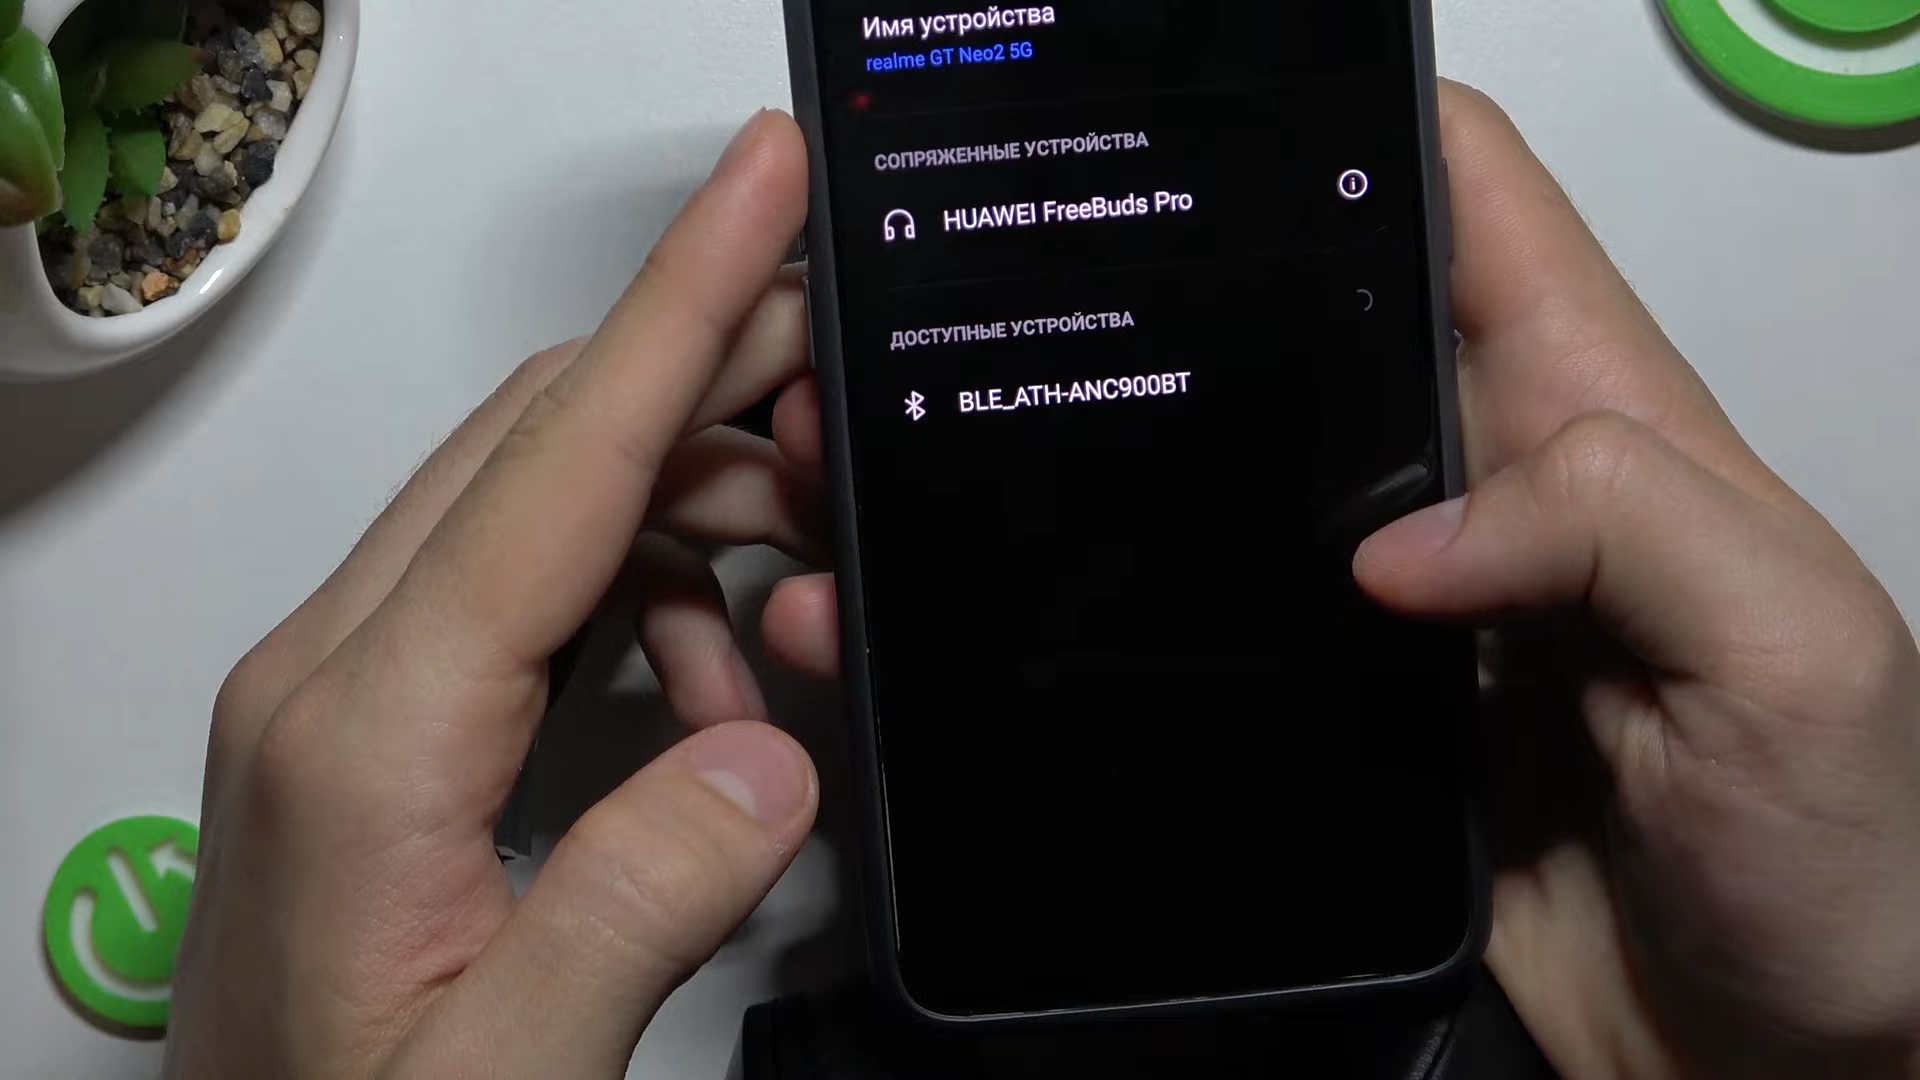 Имя устройства
realme GT Neo2 5G
СОПРЯЖЕННЫЕ УСТРОЙСТВА
HUAWEI FreeBuds Pro
ДОСТУПНЫЕ УСТРОЙСТВА
BLE_ATH-ANC900BT